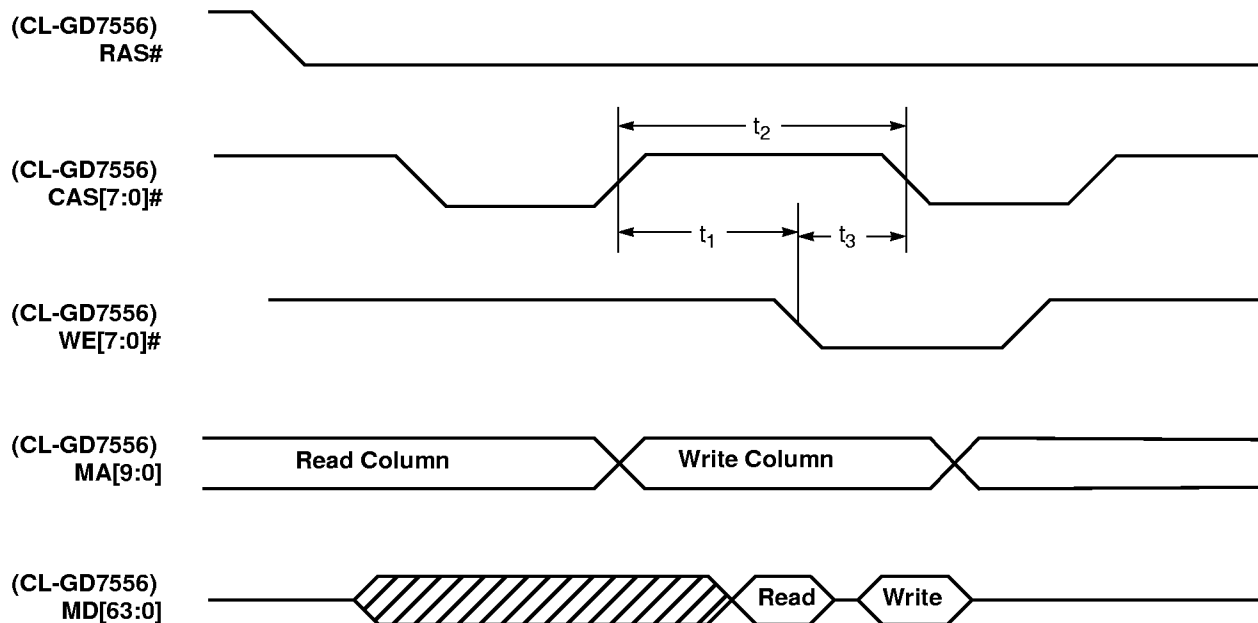 (CL-GD7556)
RAS#
t2
(CL-GD7556)
CAS[7:0]#
t1
t3
(CL-GD7556)
WE[7:0]#
(CL-GD7556)
MA[9:0]
Read Column
Write Column
(CL-GD7556)
MD[63:0]
Read
Write